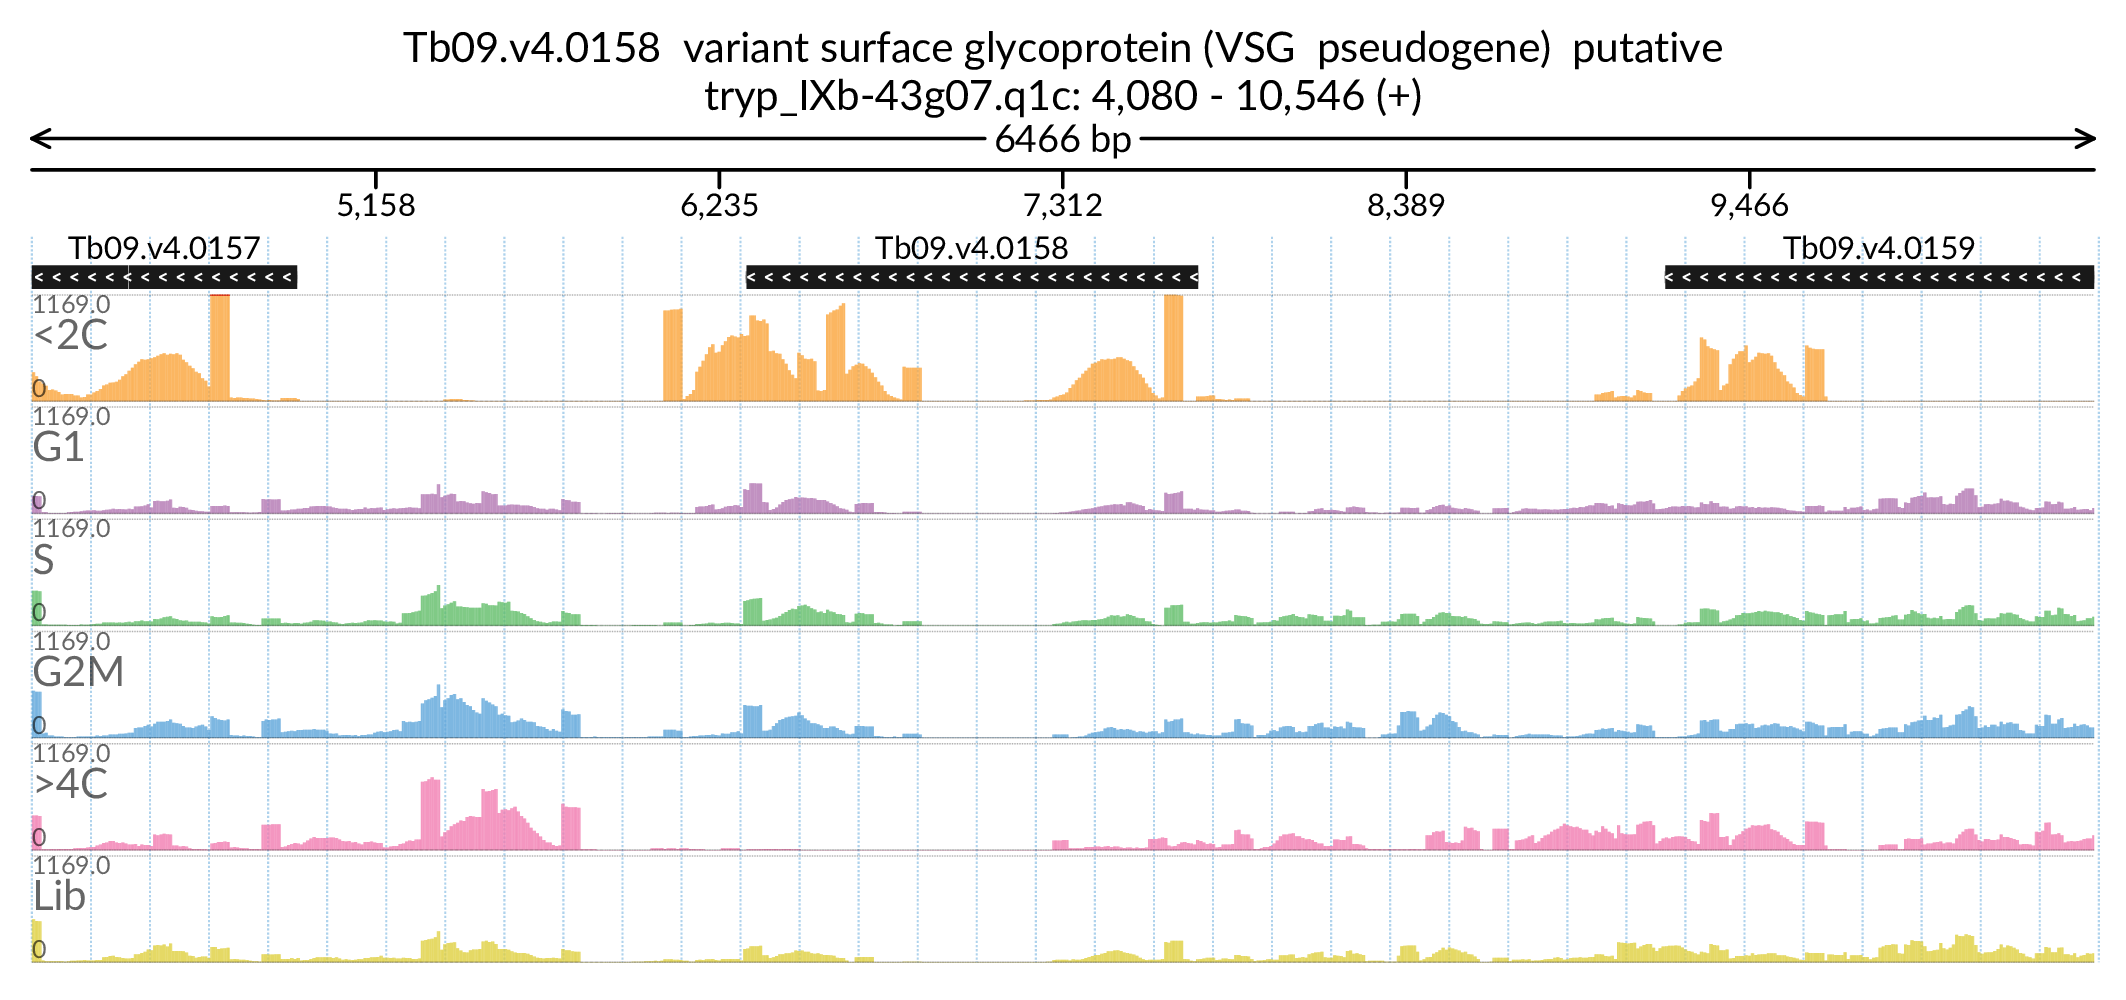 Tb09.v4.0158  variant surface glycoprotein (VSG  pseudogene)  putative
tryp_IXb-43g07.q1c: 4,080 - 10,546 (+)
6466 bp
5,158 6,235 7,312 8,389 9,466
Tb09.v4.0157 Tb09.v4.0158 Tb09.v4.0159
1169.0
<2C
0
1169.0
G1
0
1169.0
S
0
1169.0
G2M
0
1169.0
>4C
0
1169.0
Lib
0